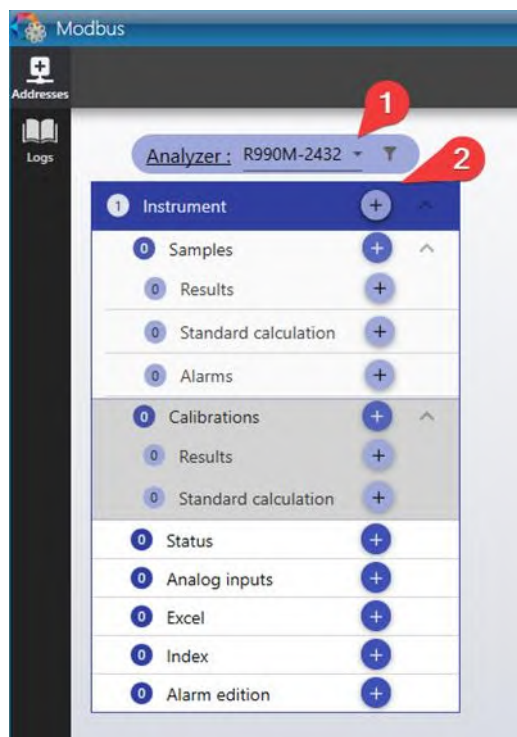 Modbus
Addresses
Logs
1
Analyzer : R990M-2432
2
1 Instrument +
0 Samples +
0 Results +
0 Standard calculation +
0 Alarms +
0 Calibrations +
0 Results +
0 Standard calculation +
0 Status +
0 Analog inputs +
0 Excel +
0 Index +
0 Alarm edition +